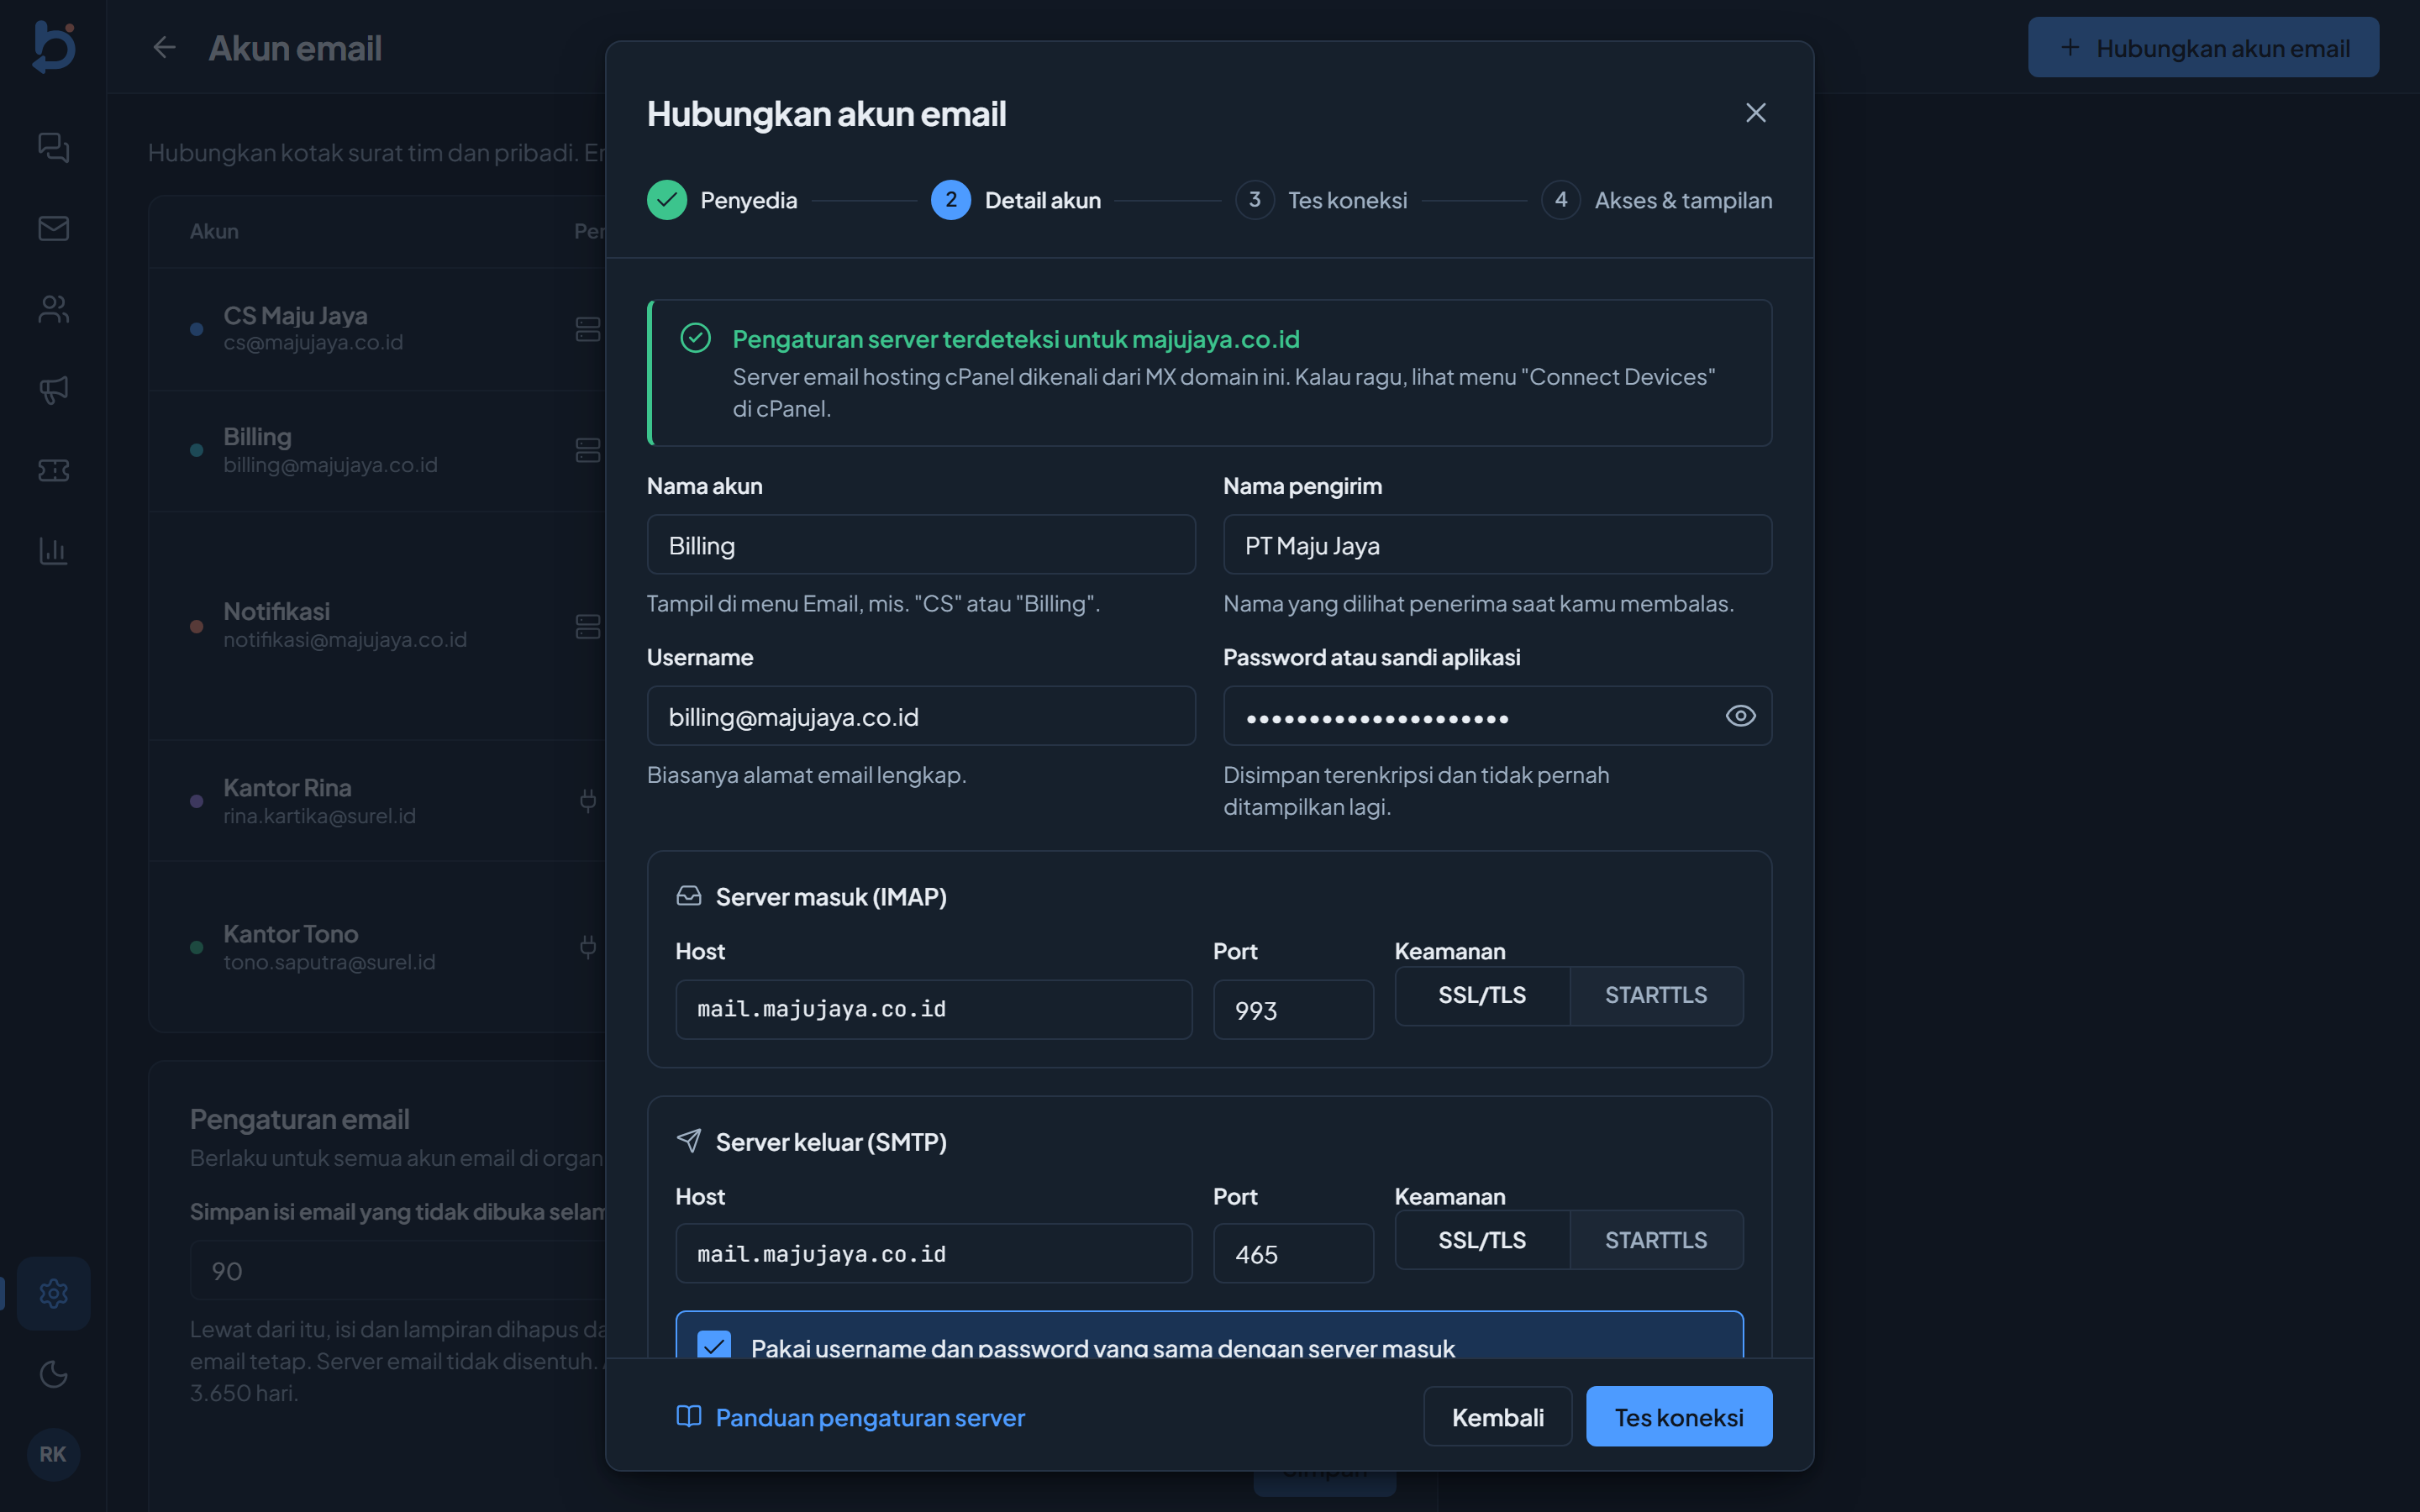 Akun email
Hubungkan akun email
Hubungkan kotak surat tim dan pribadi.
Akun
CS Maju Jaya
cs@majujaya.co.id
Billing
billing@majujaya.co.id
Notifikasi
notifikasi@majujaya.co.id
Kantor Rina
rina.kartika@surel.id
Kantor Tono
tono.saputra@surel.id
Pengaturan email
Berlaku untuk semua akun email di
Simpan isi email yang tidak dibuka
90
Lewat dari itu, isi dan lampiran dihapus
email tetap. Server email tidak disentuh.
3.650 hari.
RK
Hubungkan akun email
Penyedia
2 Detail akun
3 Tes koneksi
4 Akses & tampilan
Pengaturan server terdeteksi untuk majujaya.co.id
Server email hosting cPanel dikenali dari MX domain ini. Kalau ragu, lihat menu "Connect Devices"
di cPanel.
Nama akun
Billing
Tampil di menu Email, mis. "CS" atau "Billing".
Nama pengirim
PT Maju Jaya
Nama yang dilihat penerima saat kamu membalas.
Username
billing@majujaya.co.id
Biasanya alamat email lengkap.
Password atau sandi aplikasi
•••••••••••••••••••••
Disimpan terenkripsi dan tidak pernah
ditampilkan lagi.
Server masuk (IMAP)
Host Port Keamanan
mail.majujaya.co.id 993 SSL/TLS STARTTLS
Server keluar (SMTP)
Host Port Keamanan
mail.majujaya.co.id 465 SSL/TLS STARTTLS
Pakai username dan password yang sama dengan server masuk
Panduan pengaturan server
Kembali
Tes koneksi